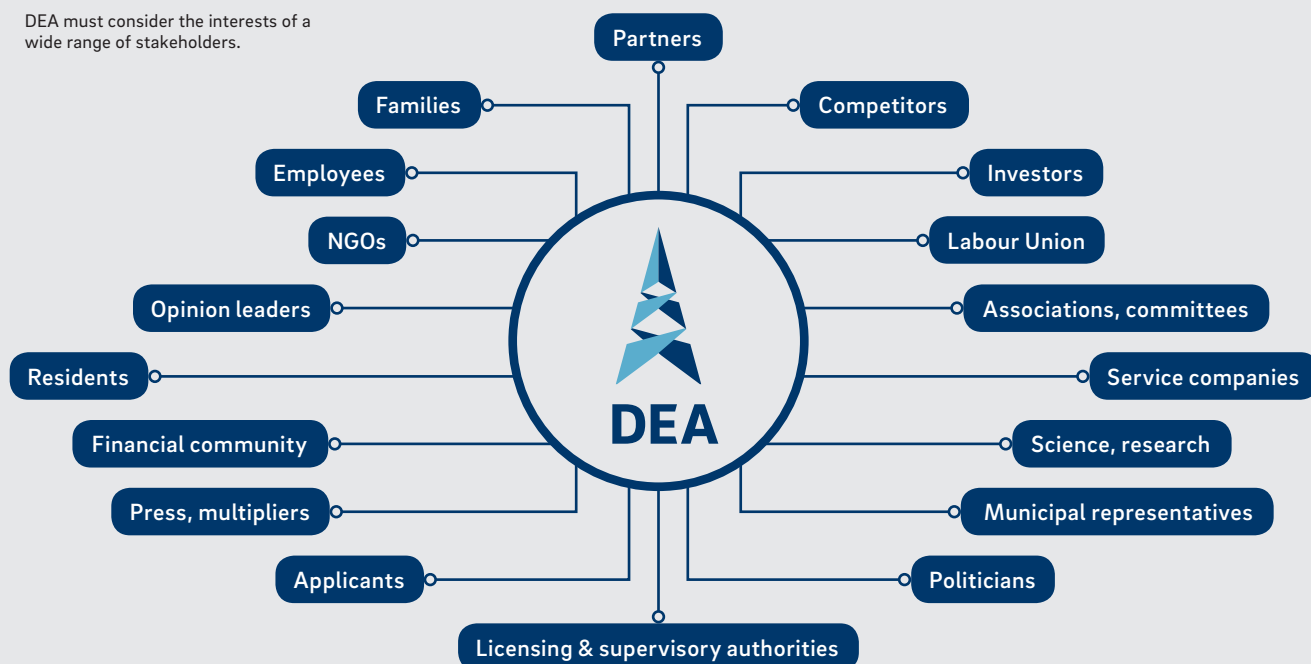 DEA must consider the interests of a
wide range of stakeholders.
Partners
Families
Competitors
Employees
Investors
NGOs
Labour Union
Opinion leaders
Associations, committees
Residents
Service companies
DEA
Financial community
Science, research
Press, multipliers
Municipal representatives
Applicants
Politicians
Licensing & supervisory authorities